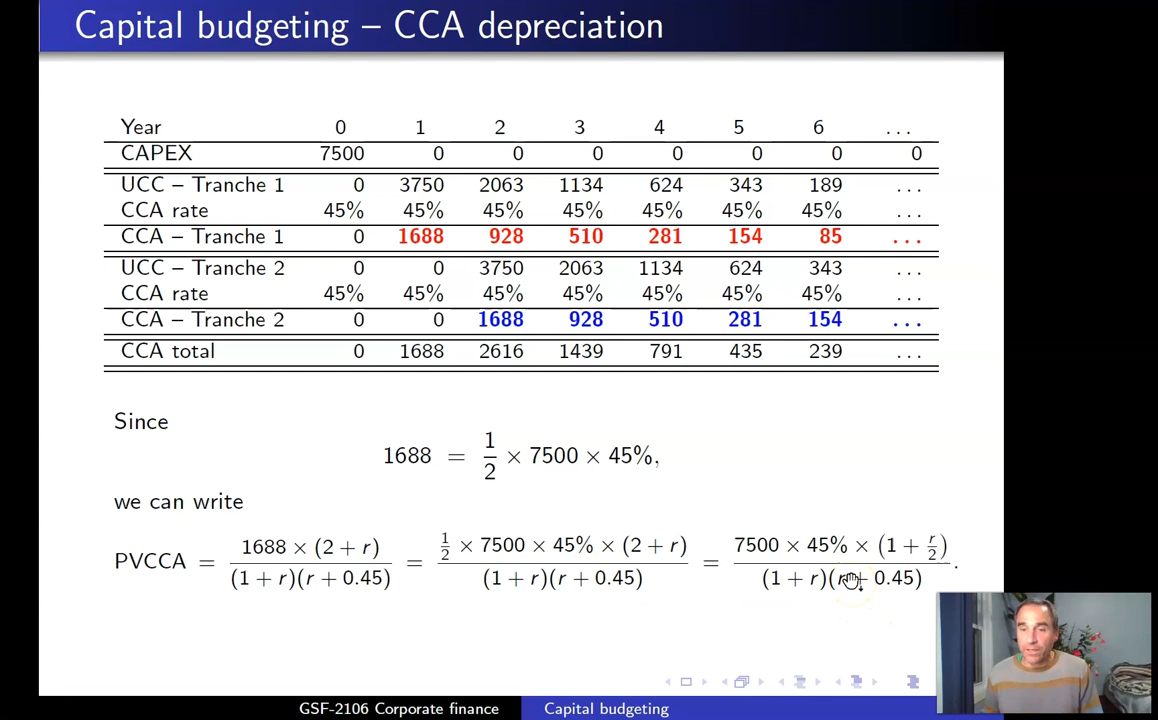 Capital budgeting – CCA depreciation
Year 0 1 2 3 4 5 6 ...
CAPEX 7500 0 0 0 0 0 0 0
UCC – Tranche 1 0 3750 2063 1134 624 343 189 ...
CCA rate 45% 45% 45% 45% 45% 45% 45% ...
CCA – Tranche 1 0 1688 928 510 281 154 85 ...
UCC – Tranche 2 0 0 3750 2063 1134 624 343 ...
CCA rate 45% 45% 45% 45% 45% 45% 45% ...
CCA – Tranche 2 0 0 1688 928 510 281 154 ...
CCA total 0 1688 2616 1439 791 435 239 ...
Since
1688 = 1/2 × 7500 × 45%,
we can write
PVCCA = 1688 × (2 + r) / (1 + r)(r + 0.45) = 1/2 × 7500 × 45% × (2 + r) / (1 + r)(r + 0.45) = 7500 × 45% × (1 + r/2) / (1 + r)(r + 0.45) .
GSF-2106 Corporate finance Capital budgeting